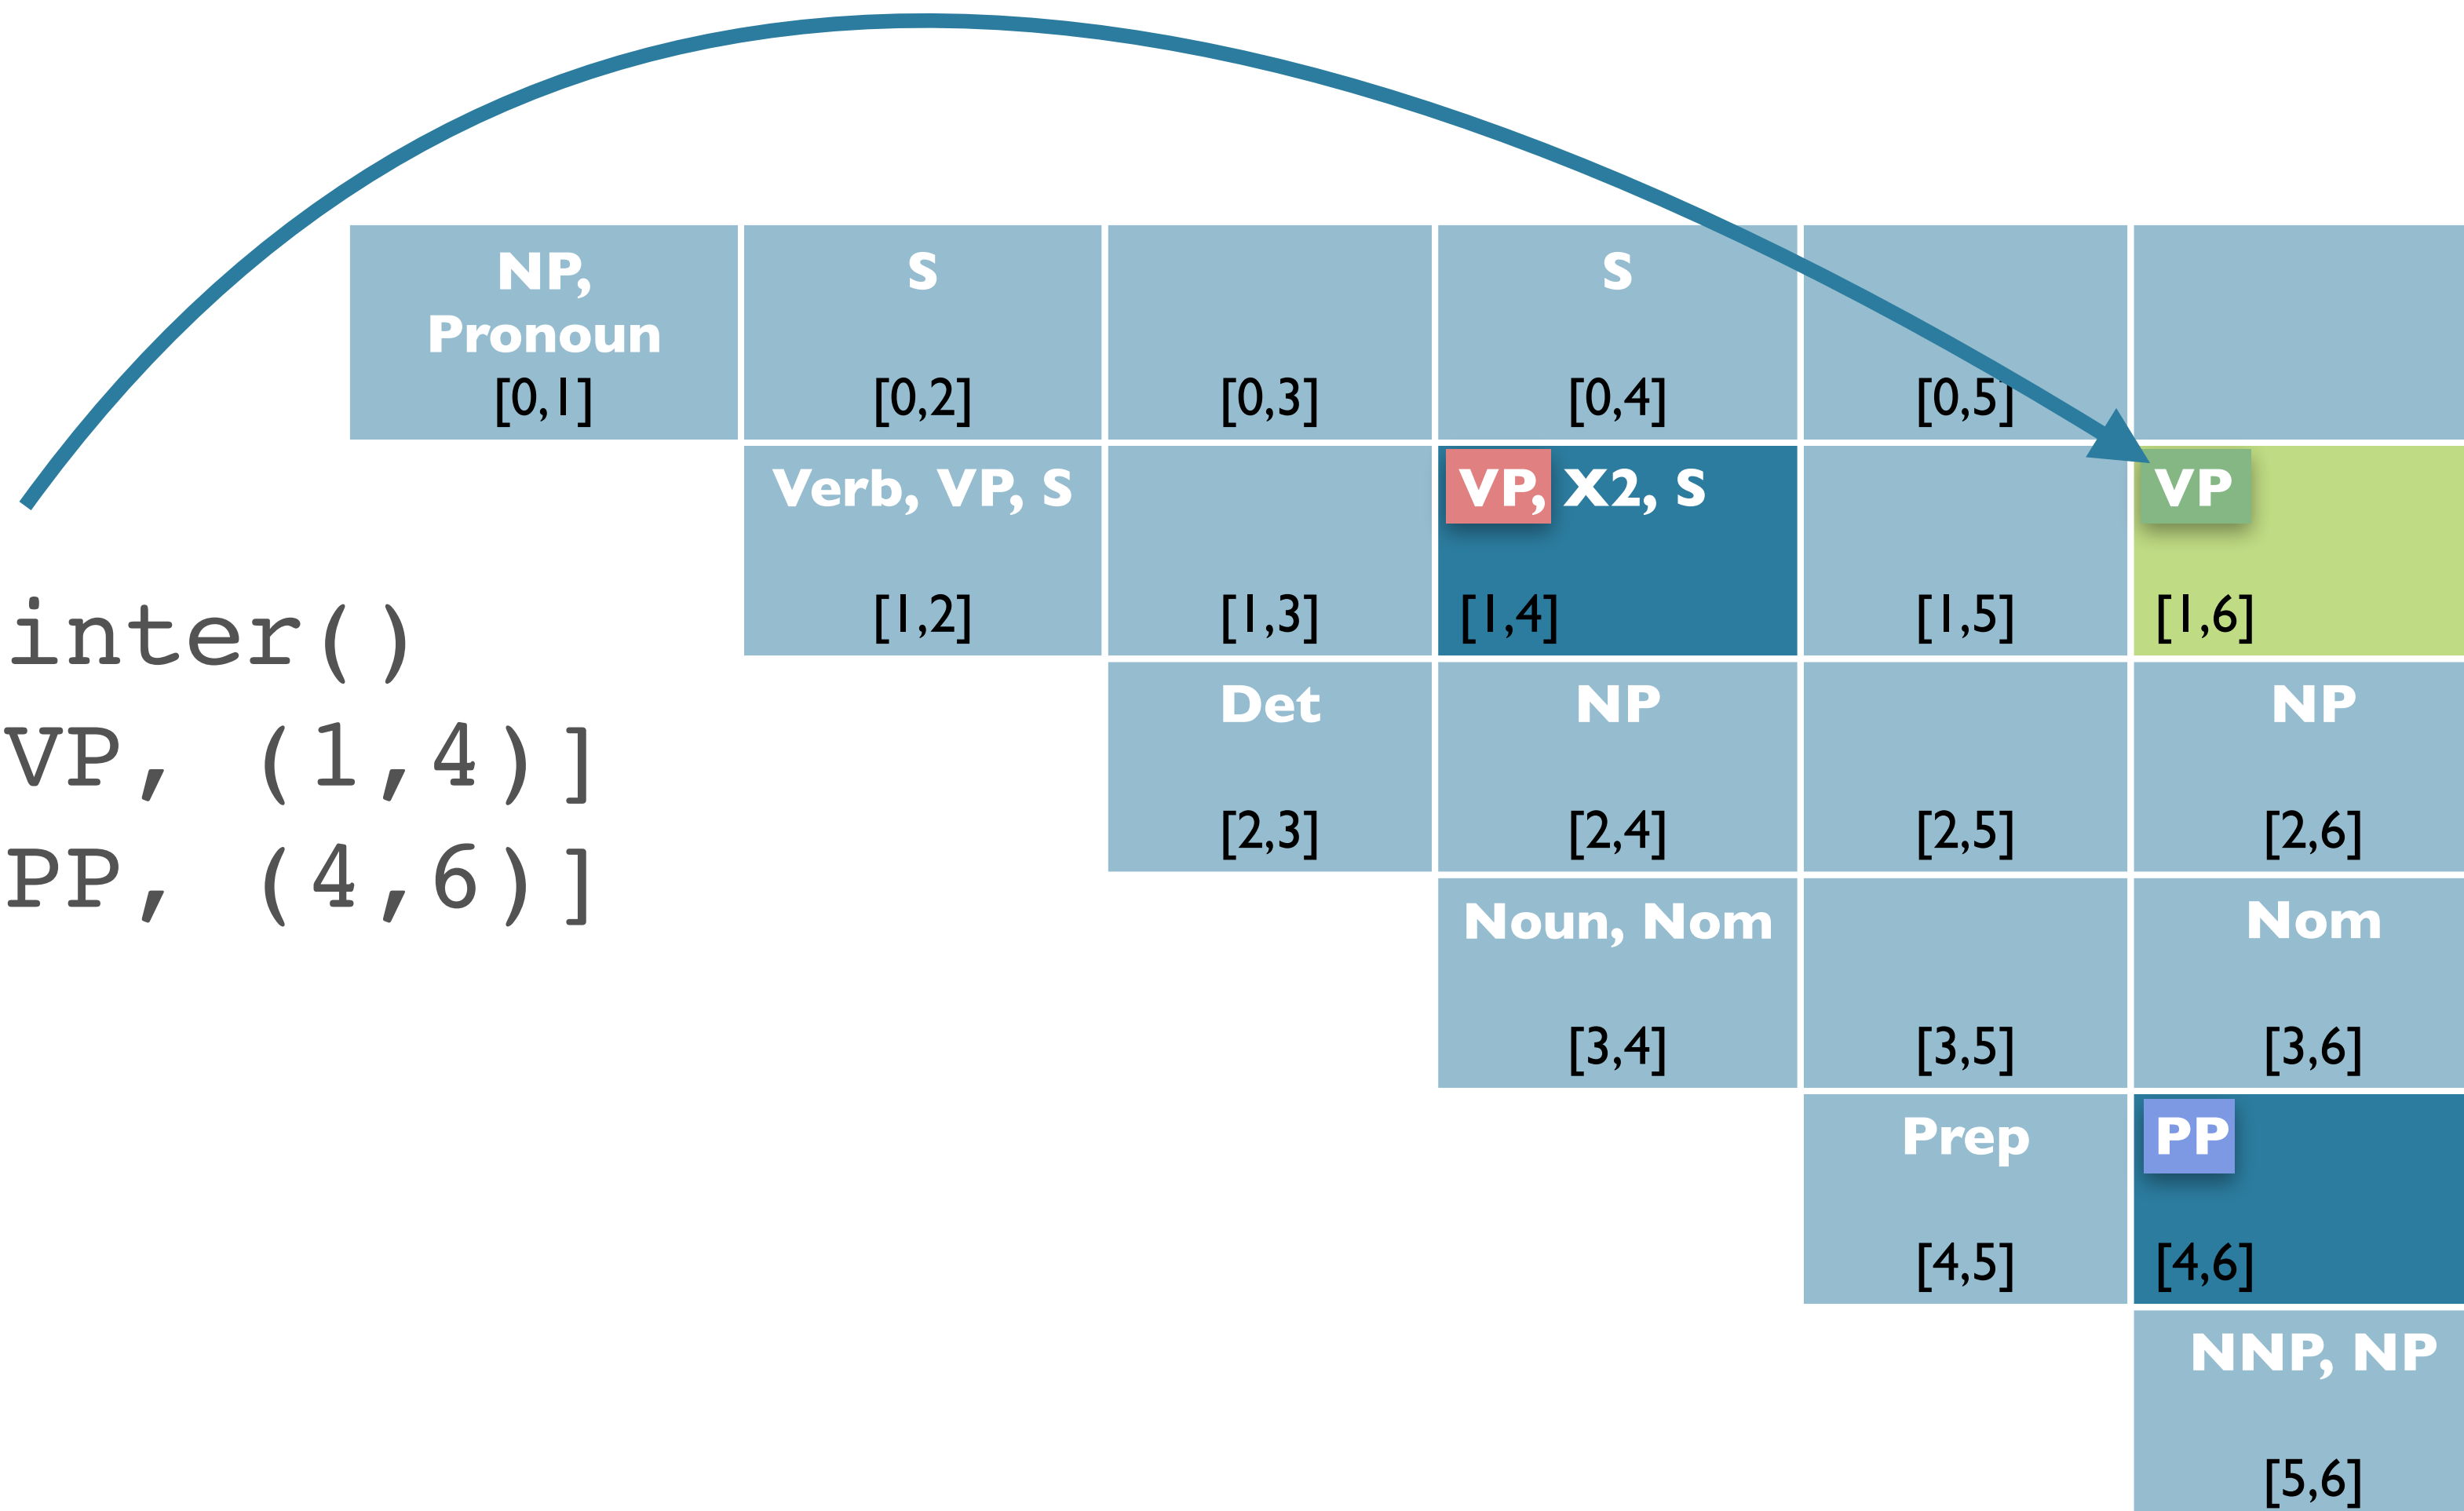 NP,
Pronoun
[0,1]
S
[0,2]
[0,3]
S
[0,4]
[0,5]
Verb, VP, S
[1,2]
[1,3]
VP, X2, S
[1,4]
[1,5]
VP
[1,6]
inter()
VP, (1,4)]
PP, (4,6)]
Det
[2,3]
NP
[2,4]
[2,5]
NP
[2,6]
Noun, Nom
[3,4]
[3,5]
Nom
[3,6]
Prep
[4,5]
PP
[4,6]
NNP, NP
[5,6]